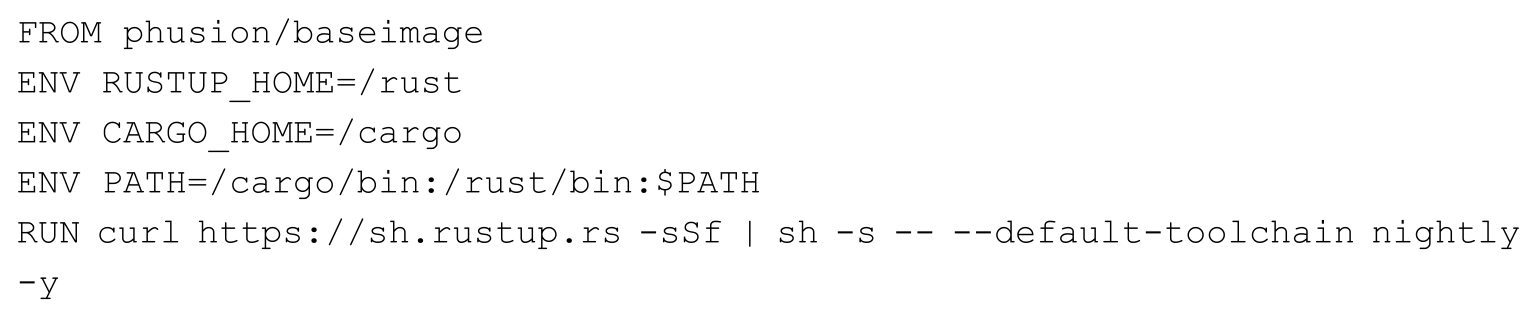 FROM phusion/baseimage
ENV RUSTUP_HOME=/rust
ENV CARGO_HOME=/cargo
ENV PATH=/cargo/bin:/rust/bin:$PATH
RUN curl https://sh.rustup.rs -sSf | sh -s -- --default-toolchain nightly
-y